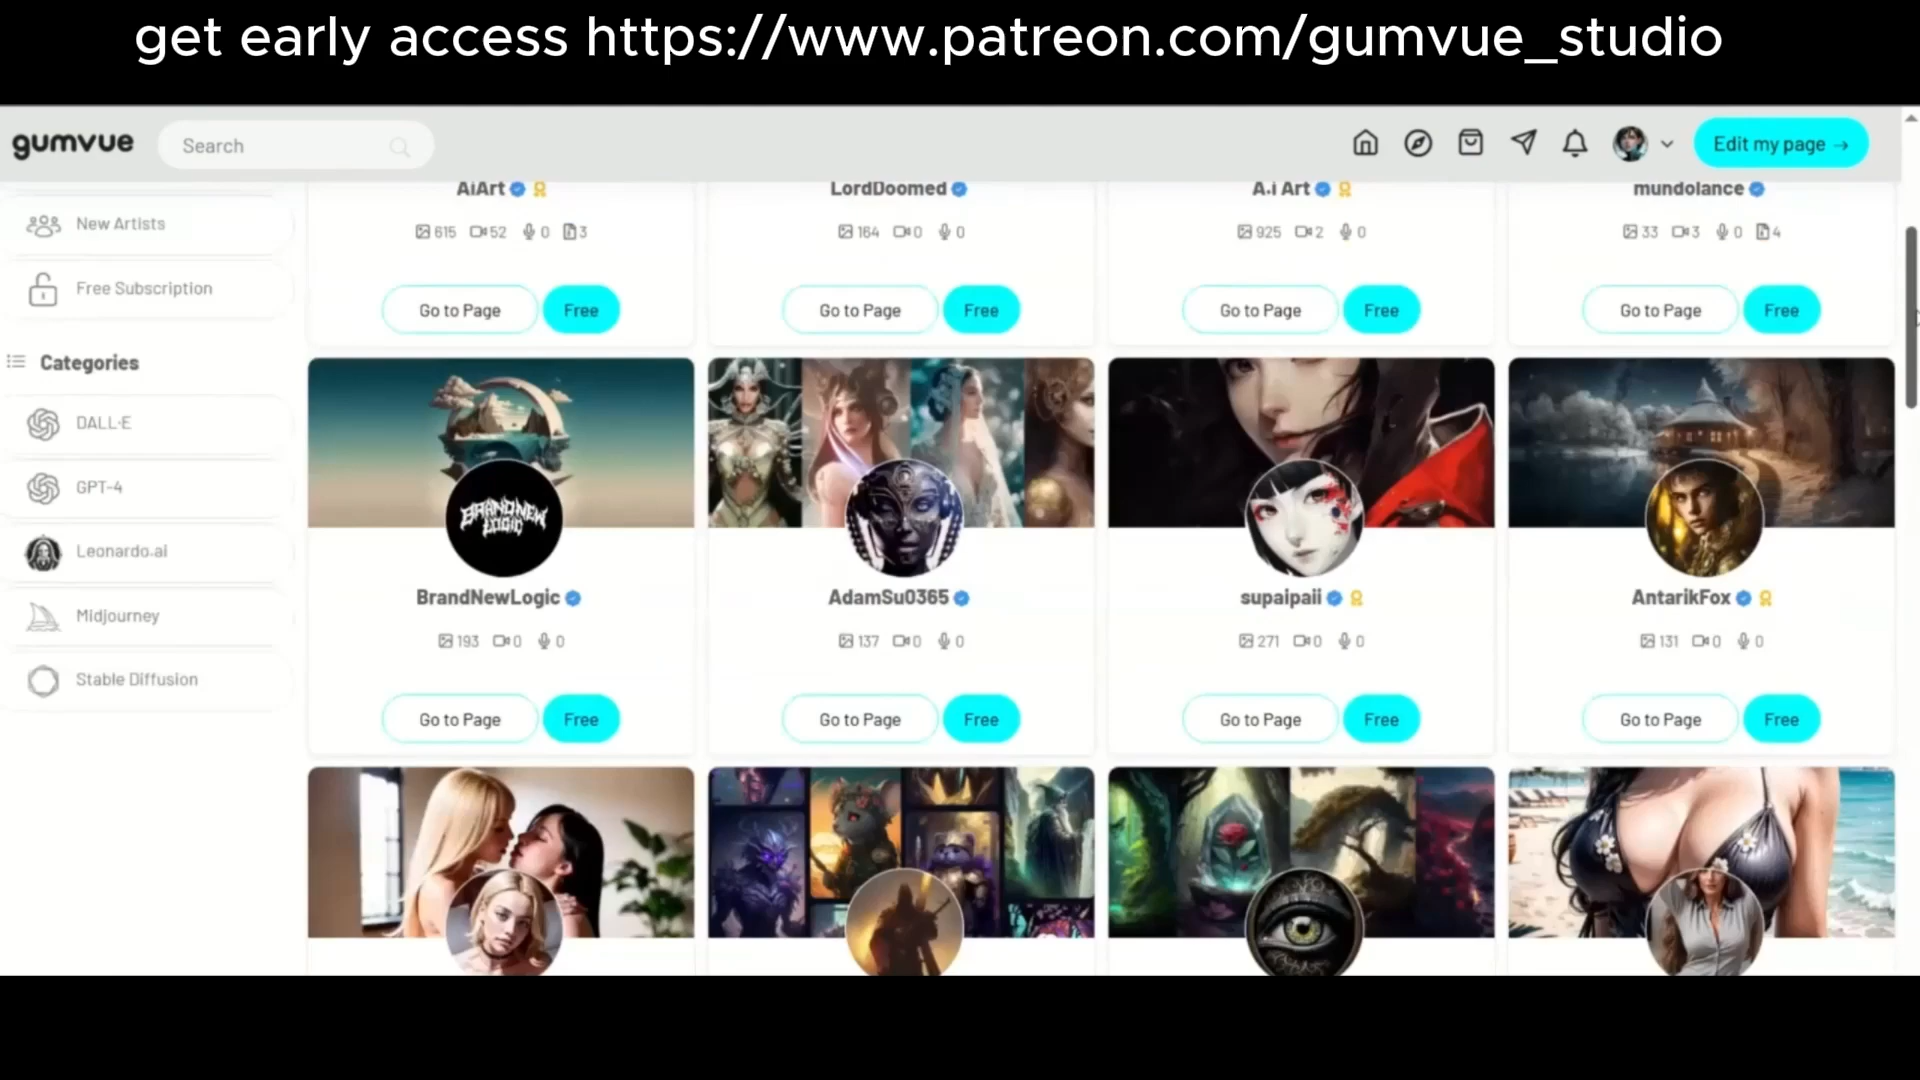 get early access https://www.patreon.com/gumvue_studio
gumvue
Search
Edit my page →
New Artists
Free Subscription
Categories
DALL·E
GPT-4
Leonardo.ai
Midjourney
Stable Diffusion
AiArt
LordDoomed
A.i Art
mundolance
615 52 0 3
164 0 0
925 2 0
33 3 0 4
Go to Page Free
Go to Page Free
Go to Page Free
Go to Page Free
BRANDNEW
LOGIC
BrandNewLogic
AdamSu0365
supaipaii
AntarikFox
193 0 0
137 0 0
271 0 0
131 0 0
Go to Page Free
Go to Page Free
Go to Page Free
Go to Page Free